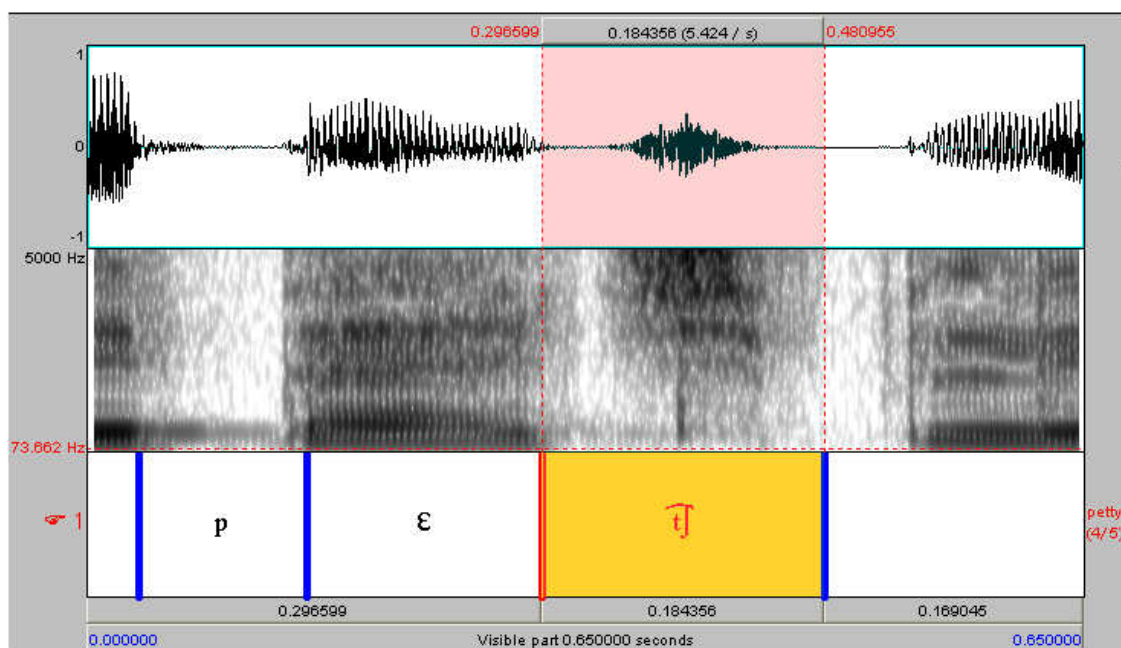 0.296599 0.184356 (5.424 / s) 0.480955
1
0
-1
5000 Hz
73.662 Hz
☞ 1 p ɛ t͡ʃ petty
(4/5)
0.296599 0.184356 0.169045
0.000000 Visible part 0.650000 seconds 0.650000